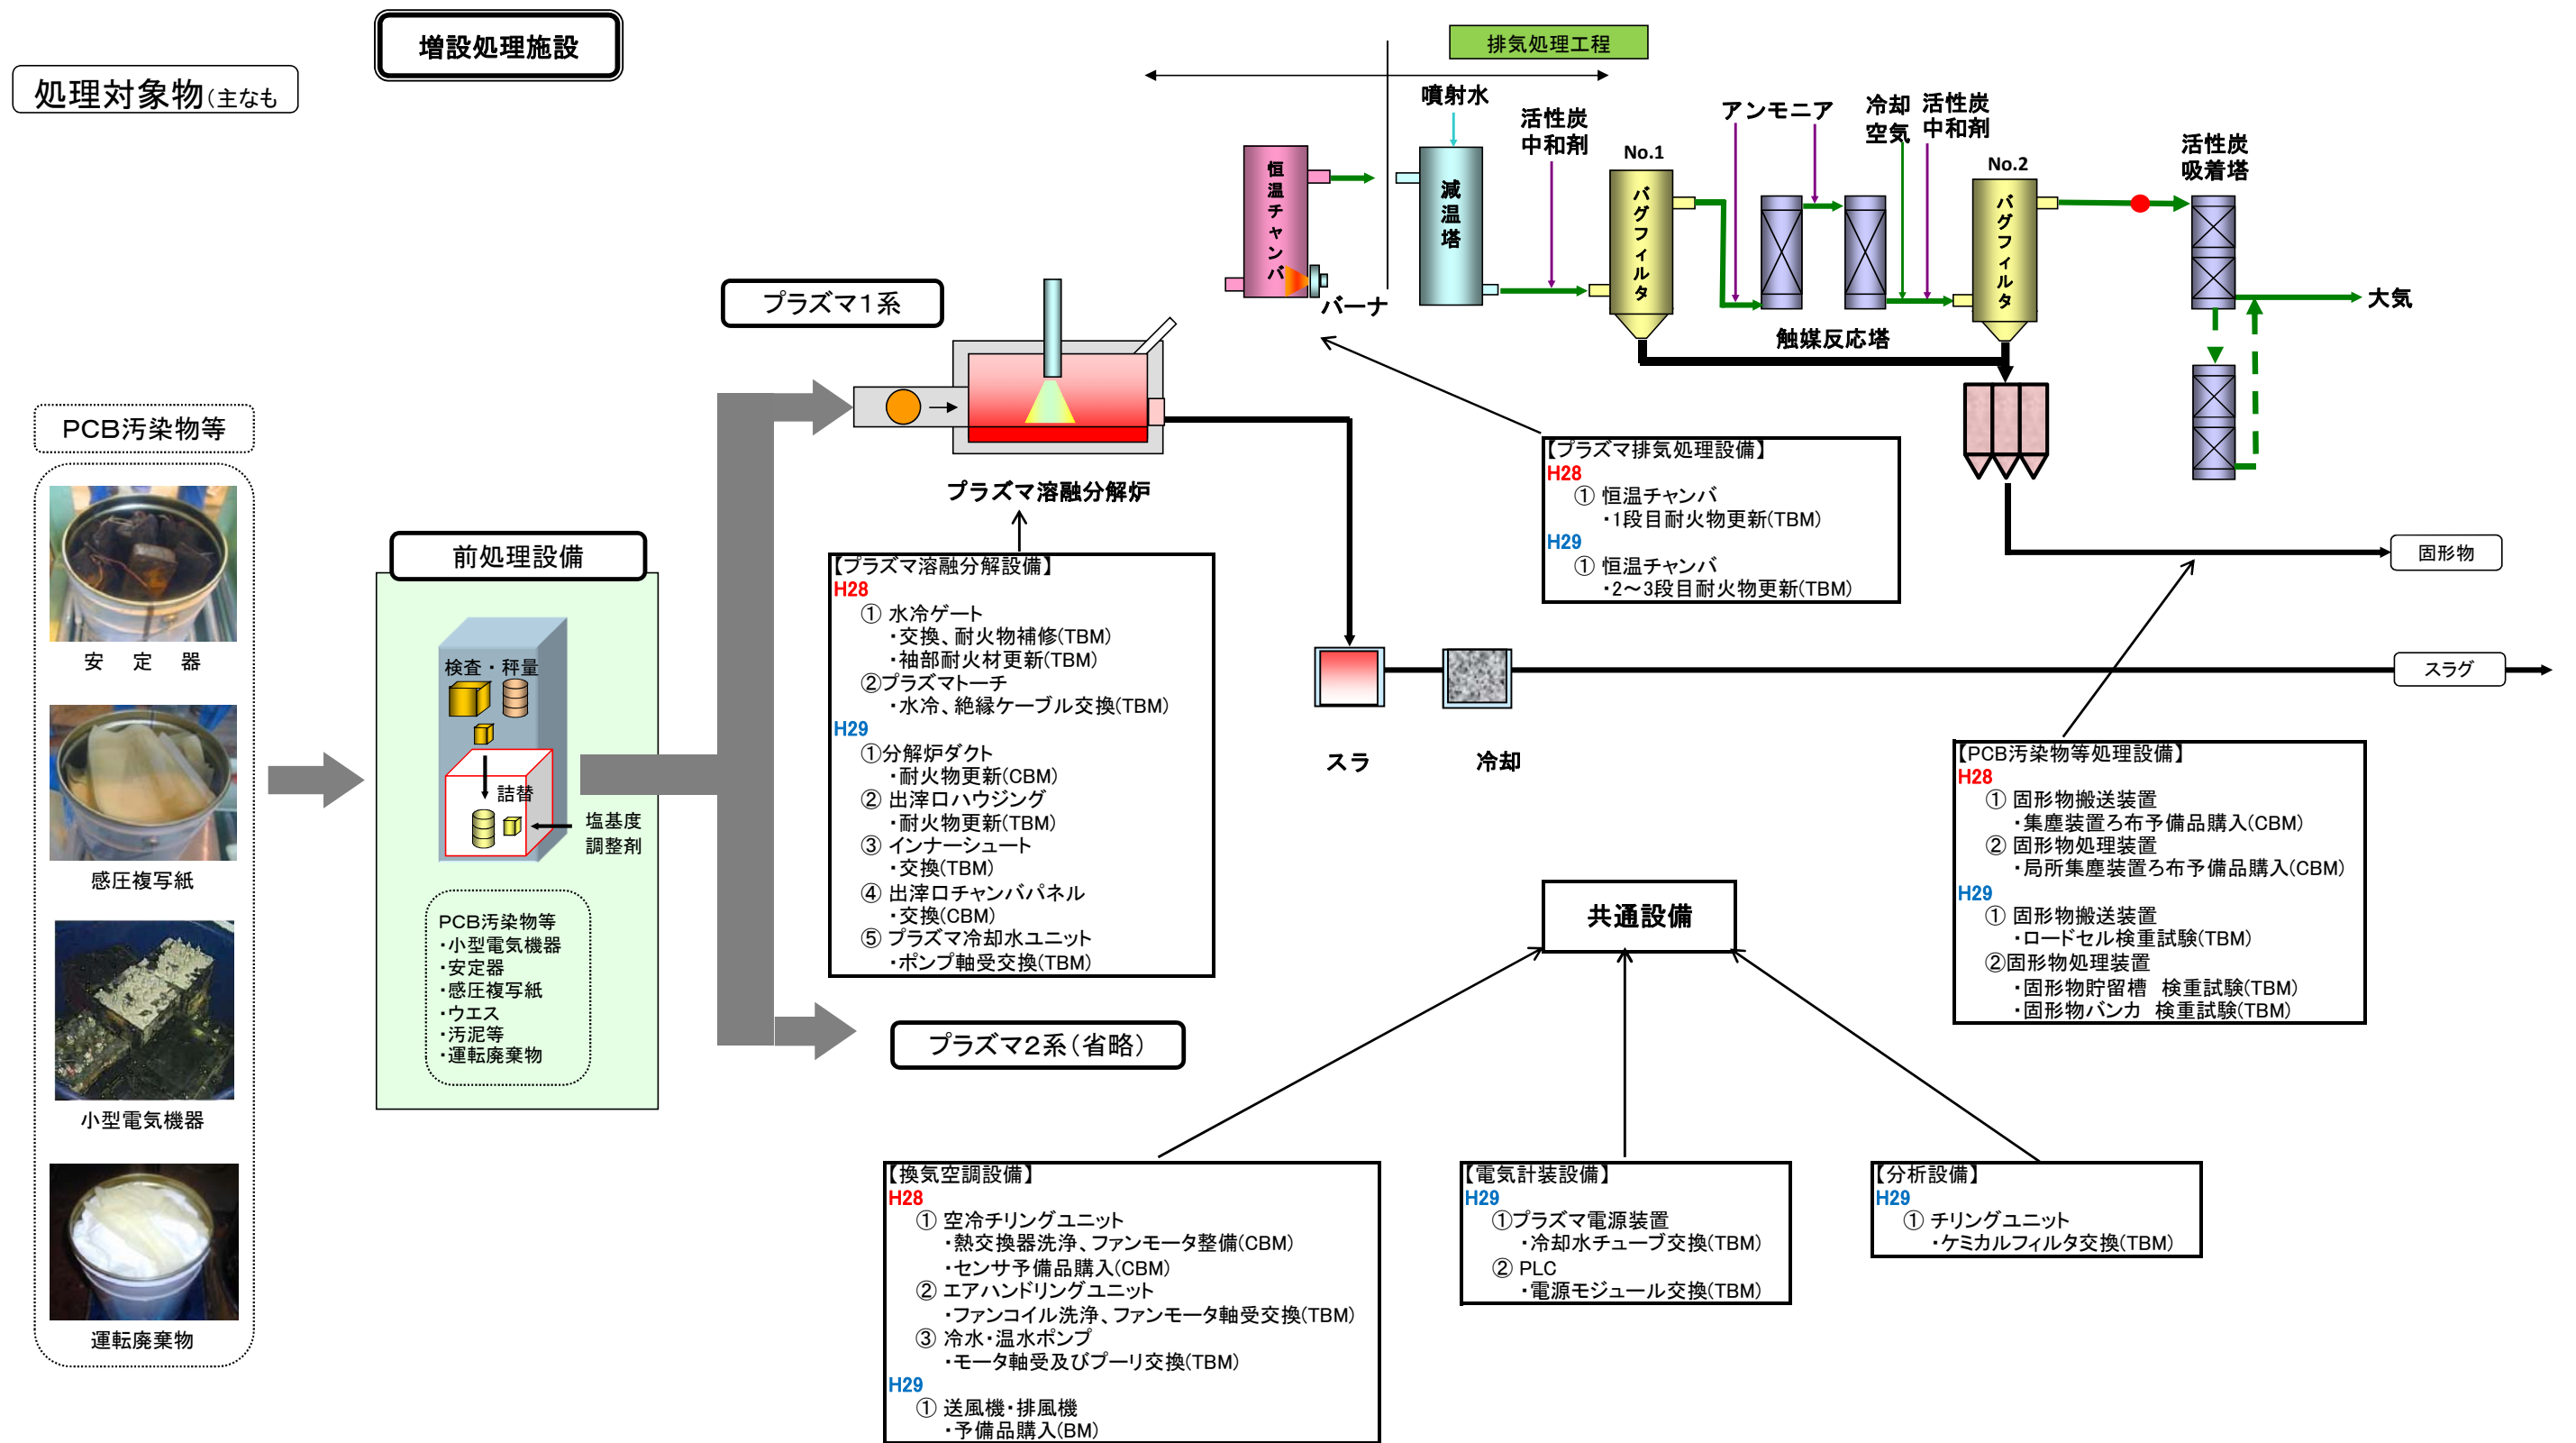 増設処理施設
処理対象物(主なも
排気処理工程
噴射水
活性炭
中和剤
アンモニア
冷却
空気
活性炭
中和剤
活性炭
吸着塔
No.1
No.2
恒温チャンバ
減温塔
バグフィルタ
バグフィルタ
バーナ
触媒反応塔
大気
プラズマ1系
プラズマ溶融分解炉
PCB汚染物等
安 定 器
感圧複写紙
小型電気機器
運転廃棄物
前処理設備
検査・秤量
詰替
塩基度
調整剤
PCB汚染物等
・小型電気機器
・安定器
・感圧複写紙
・ウエス
・汚泥等
・運転廃棄物
【プラズマ溶融分解設備】
H28
① 水冷ゲート
・交換、耐火物補修(TBM)
・袖部耐火材更新(TBM)
②プラズマトーチ
・水冷、絶縁ケーブル交換(TBM)
H29
①分解炉ダクト
・耐火物更新(CBM)
② 出滓口ハウジング
・耐火物更新(TBM)
③ インナーシュート
・交換(TBM)
④ 出滓口チャンバパネル
・交換(CBM)
⑤ プラズマ冷却水ユニット
・ポンプ軸受交換(TBM)
プラズマ2系(省略)
【プラズマ排気処理設備】
H28
① 恒温チャンバ
・1段目耐火物更新(TBM)
H29
① 恒温チャンバ
・2～3段目耐火物更新(TBM)
固形物
スラグ
スラ
冷却
【PCB汚染物等処理設備】
H28
① 固形物搬送装置
・集塵装置ろ布予備品購入(CBM)
② 固形物処理装置
・局所集塵装置ろ布予備品購入(CBM)
H29
① 固形物搬送装置
・ロードセル検重試験(TBM)
②固形物処理装置
・固形物貯留槽 検重試験(TBM)
・固形物バンカ 検重試験(TBM)
共通設備
【換気空調設備】
H28
① 空冷チリングユニット
・熱交換器洗浄、ファンモータ整備(CBM)
・センサ予備品購入(CBM)
② エアハンドリングユニット
・ファンコイル洗浄、ファンモータ軸受交換(TBM)
③ 冷水・温水ポンプ
・モータ軸受及びプーリ交換(TBM)
H29
① 送風機・排風機
・予備品購入(BM)
【電気計装設備】
H29
①プラズマ電源装置
・冷却水チューブ交換(TBM)
② PLC
・電源モジュール交換(TBM)
【分析設備】
H29
① チリングユニット
・ケミカルフィルタ交換(TBM)